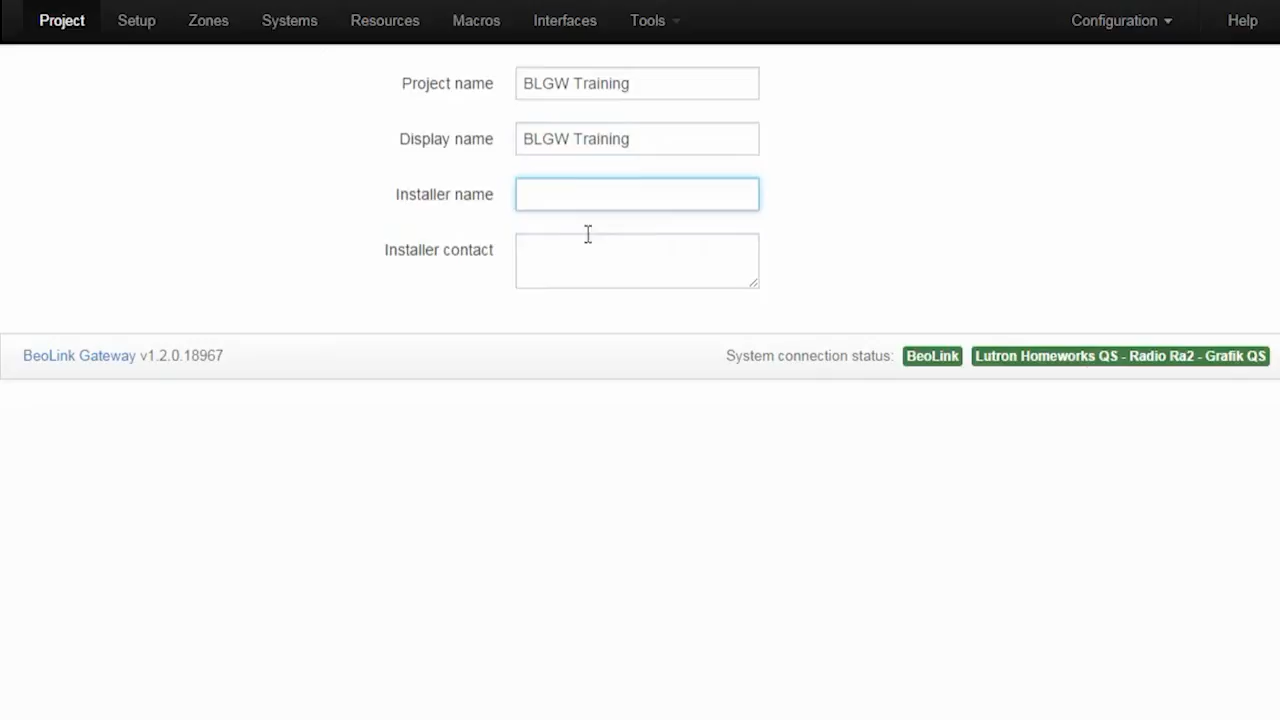 Project Setup Zones Systems Resources Macros Interfaces Tools Configuration Help
Project name BLGW Training
Display name BLGW Training
Installer name
Installer contact
BeoLink Gateway v1.2.0.18967 System connection status: BeoLink Lutron Homeworks QS - Radio Ra2 - Grafik QS